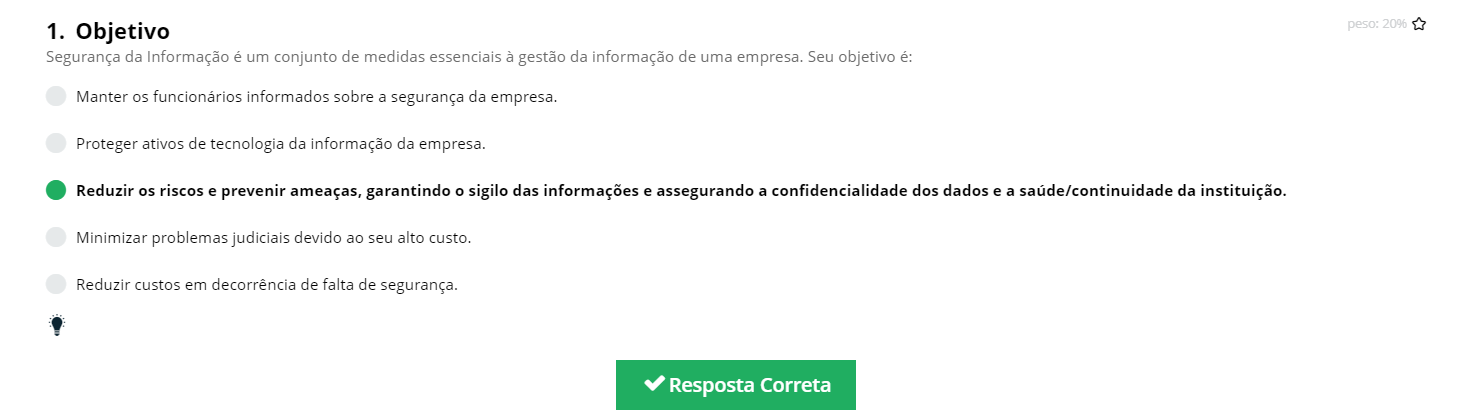 1. Objetivo
peso: 20%
Segurança da Informação é um conjunto de medidas essenciais à gestão da informação de uma empresa. Seu objetivo é:
Manter os funcionários informados sobre a segurança da empresa.
Proteger ativos de tecnologia da informação da empresa.
Reduzir os riscos e prevenir ameaças, garantindo o sigilo das informações e assegurando a confidencialidade dos dados e a saúde/continuidade da instituição.
Minimizar problemas judiciais devido ao seu alto custo.
Reduzir custos em decorrência de falta de segurança.
Resposta Correta